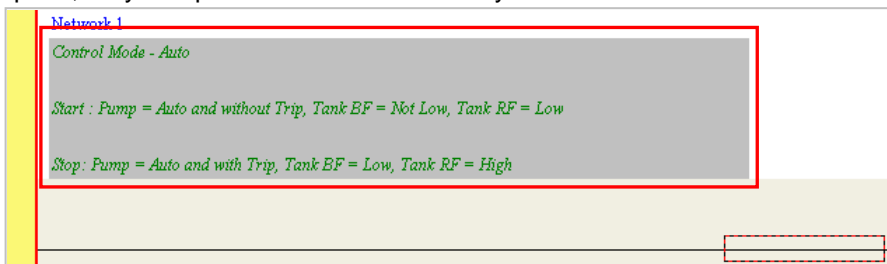 Network 1
Control Mode - Auto
Start : Pump = Auto and without Trip, Tank BF = Not Low, Tank RF = Low
Stop: Pump = Auto and with Trip, Tank BF = Low, Tank RF = High